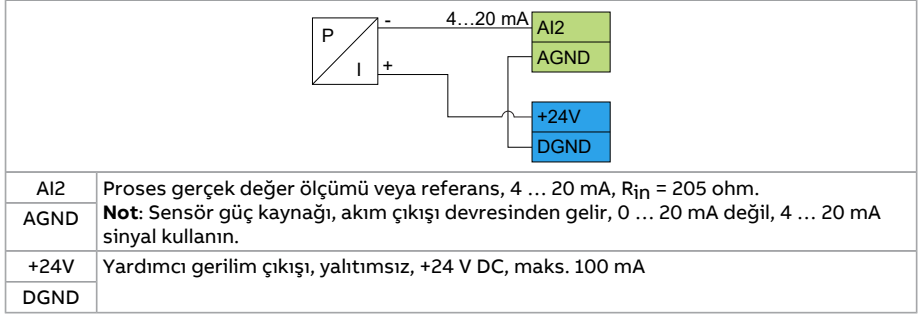 P
I
-
+
4…20 mA
AI2
AGND
+24V
DGND
AI2
AGND
Proses gerçek değer ölçümü veya referans, 4 … 20 mA, Rin = 205 ohm.
Not: Sensör güç kaynağı, akım çıkışı devresinden gelir, 0 … 20 mA değil, 4 … 20 mA
sinyal kullanın.
+24V
DGND
Yardımcı gerilim çıkışı, yalıtımsız, +24 V DC, maks. 100 mA